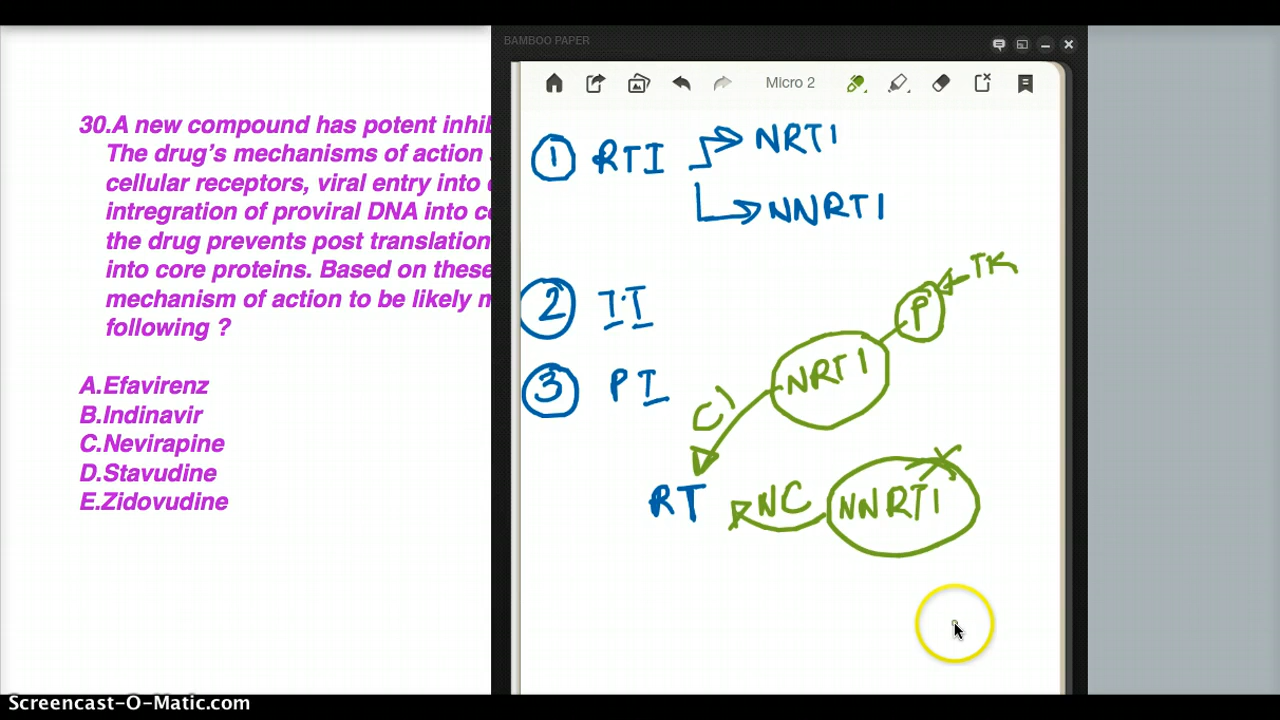 BAMBOO PAPER
Micro 2
30.A new compound has potent inhib
The drug's mechanisms of action
cellular receptors, viral entry into
intregration of proviral DNA into
the drug prevents post translation
into core proteins. Based on these
mechanism of action to be likely
following ?
A.Efavirenz
B.Indinavir
C.Nevirapine
D.Stavudine
E.Zidovudine
1 RTI NRTI
NNRTI
2 I.I
3 PI
P TK
NRTI
C)
RT NC NNRTI
Screencast-O-Matic.com